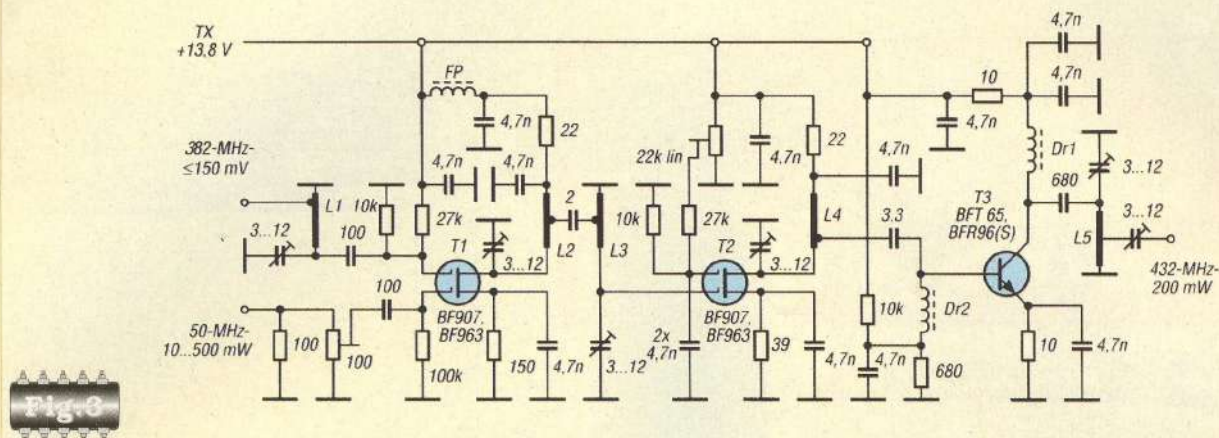 TX
+13,8 V
FP
4,7n
22
382-MHz-
≤150 mV
L1
10k
3...12
100
4,7n
4,7n
27k
T1
BF907,
BF963
3...12
2
L2
L3
50-MHz-
10...500 mW
100
100
100
100k
150
4,7n
3...12
22k lin
10k
27k
4,7n
22
T2
BF907,
BF963
3...12
2x
4,7n
39
4,7n
4,7n
L4
3.3
10k
4,7n
Dr2
680
10
4,7n
4,7n
4,7n
Dr1
680
3...12
T3
BFT 65,
BFR96(S)
L5
3...12
432-MHz-
200 mW
10
4,7n
Fig.3